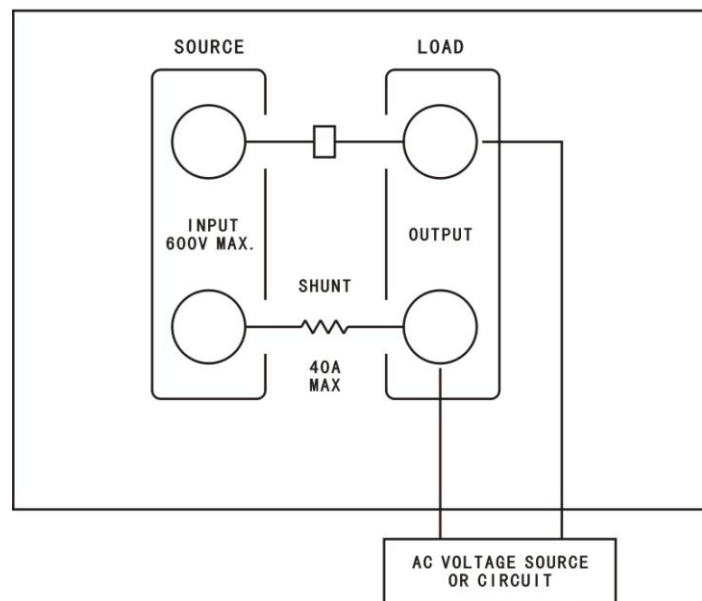 SOURCE
LOAD
INPUT
600V MAX.
OUTPUT
SHUNT
40A
MAX
AC VOLTAGE SOURCE
OR CIRCUIT